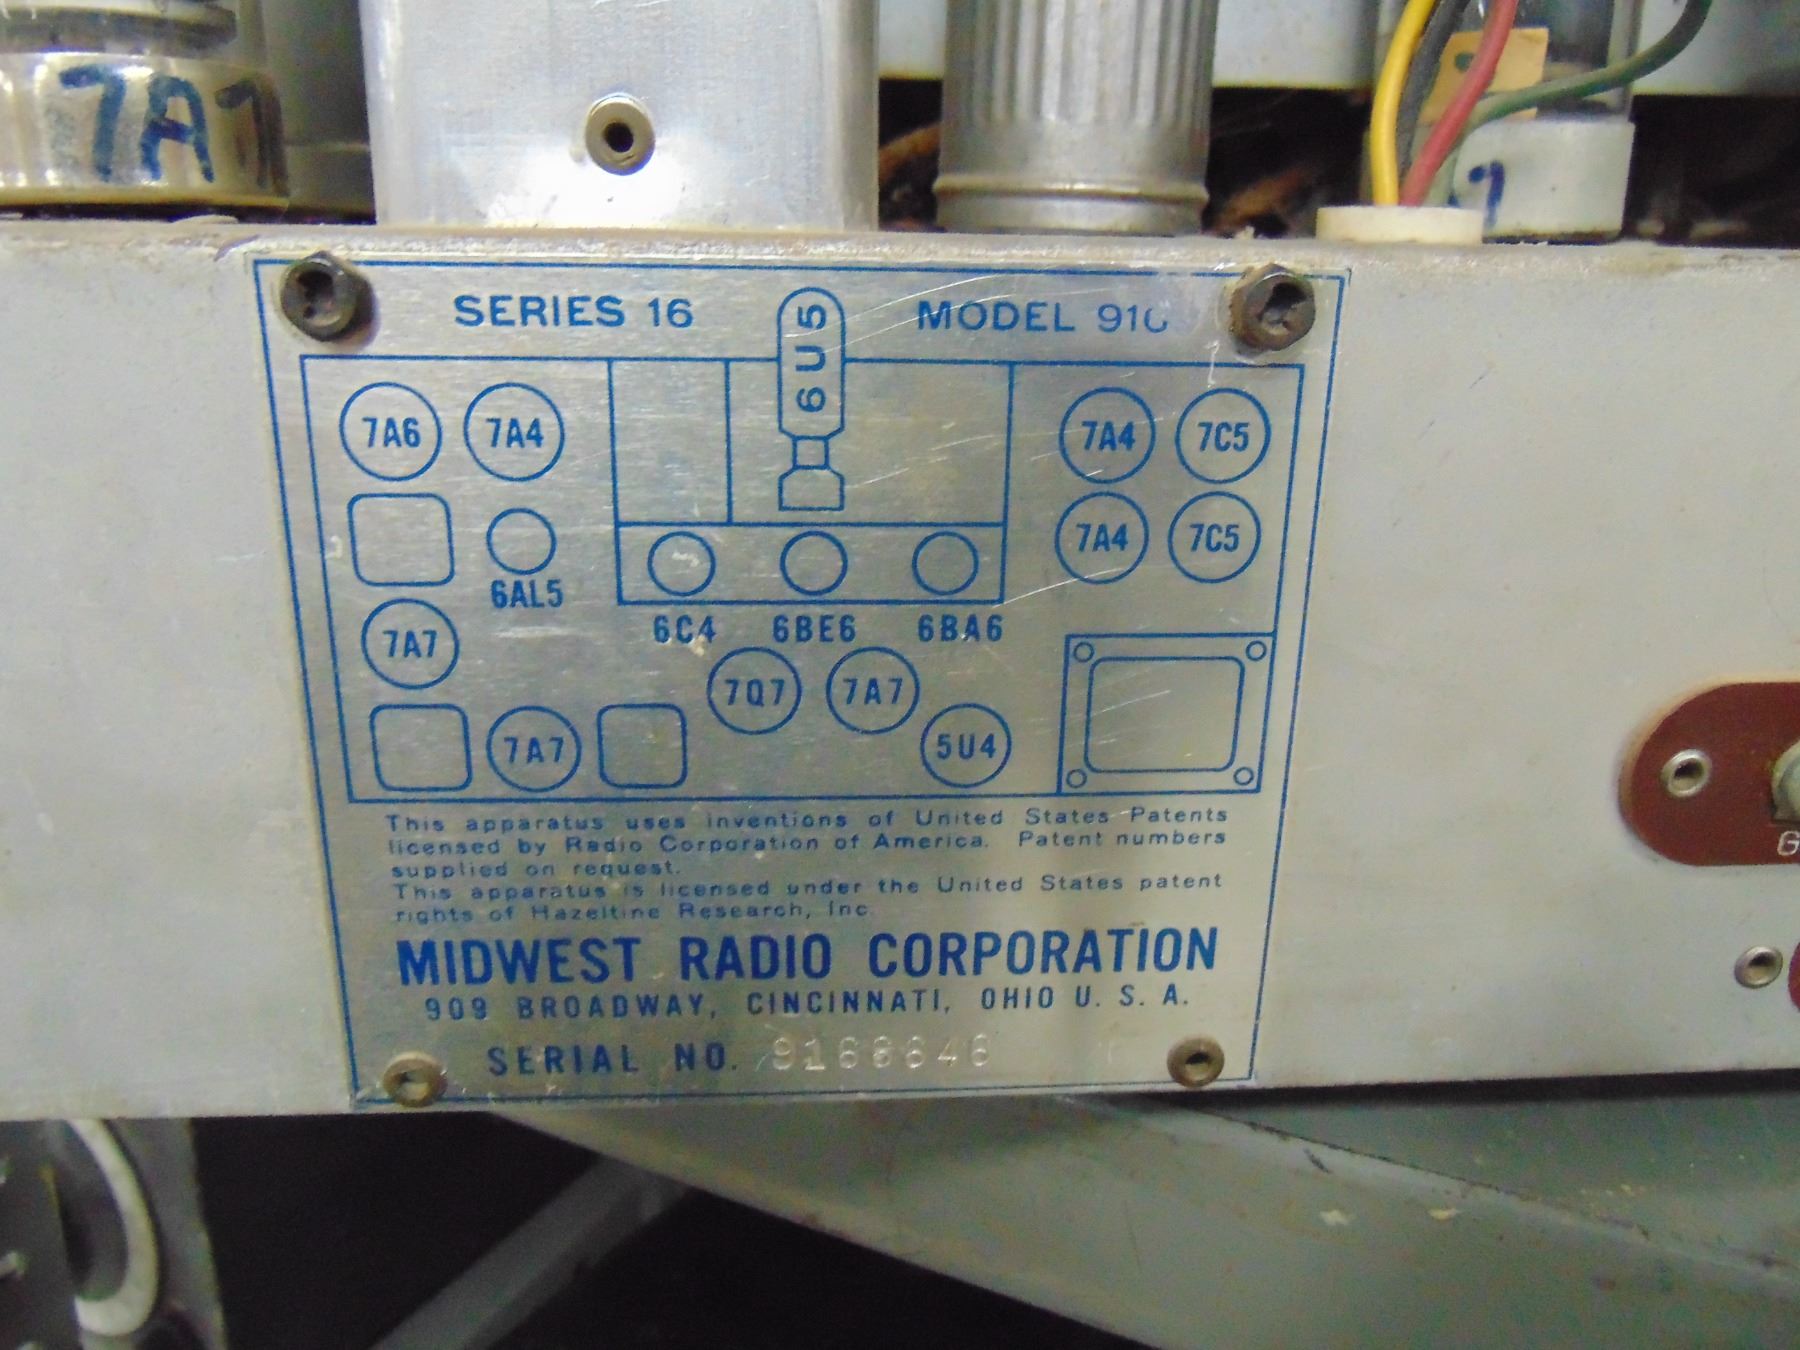 7A7
7
SERIES 16
6U5
MODEL 916
7A6 7A4 7A4 7C5
7A4 7C5
6AL5
6C4 6BE6 6BA6
7A7
7Q7 7A7
7A7 5U4
This apparatus uses inventions of United States Patents
licensed by Radio Corporation of America. Patent numbers
supplied on request.
This apparatus is licensed under the United States patent
rights of Hazeltine Research, Inc.
MIDWEST RADIO CORPORATION
909 BROADWAY, CINCINNATI, OHIO U. S. A.
SERIAL NO. 9166646
G